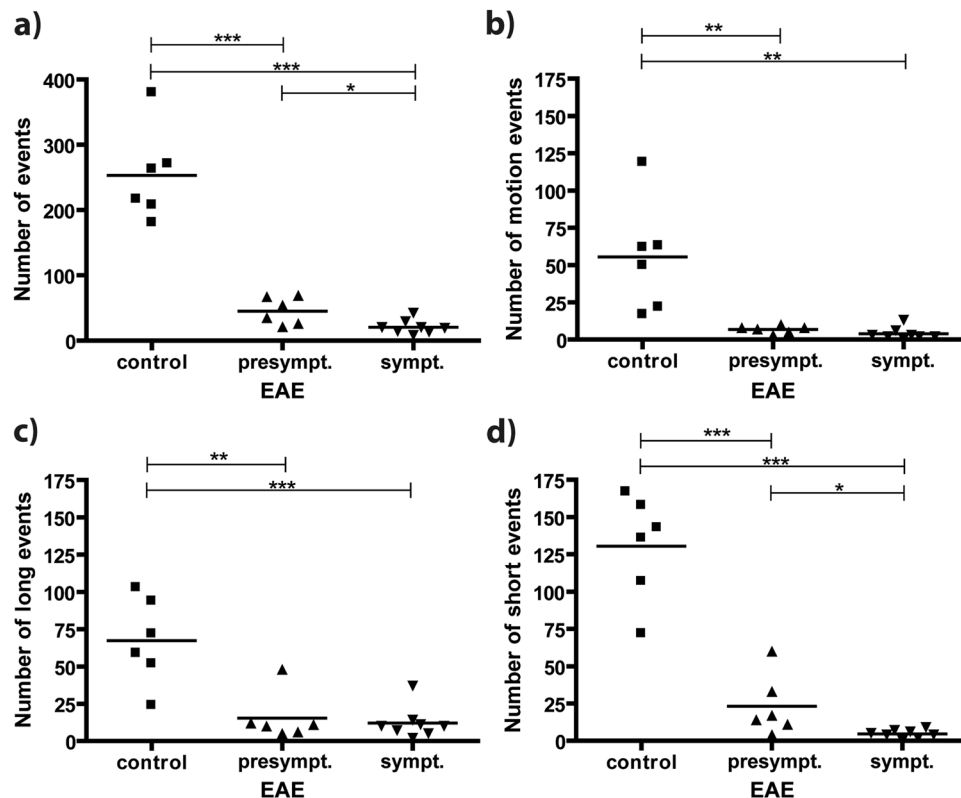 a)
***
***
*
400
300
200
100
0
Number of events
control presympt. sympt.
EAE
b)
**
**
175
150
125
100
75
50
25
0
Number of motion events
control presympt. sympt.
EAE
c)
**
***
175
150
125
100
75
50
25
0
Number of long events
control presympt. sympt.
EAE
d)
***
***
*
175
150
125
100
75
50
25
0
Number of short events
control presympt. sympt.
EAE